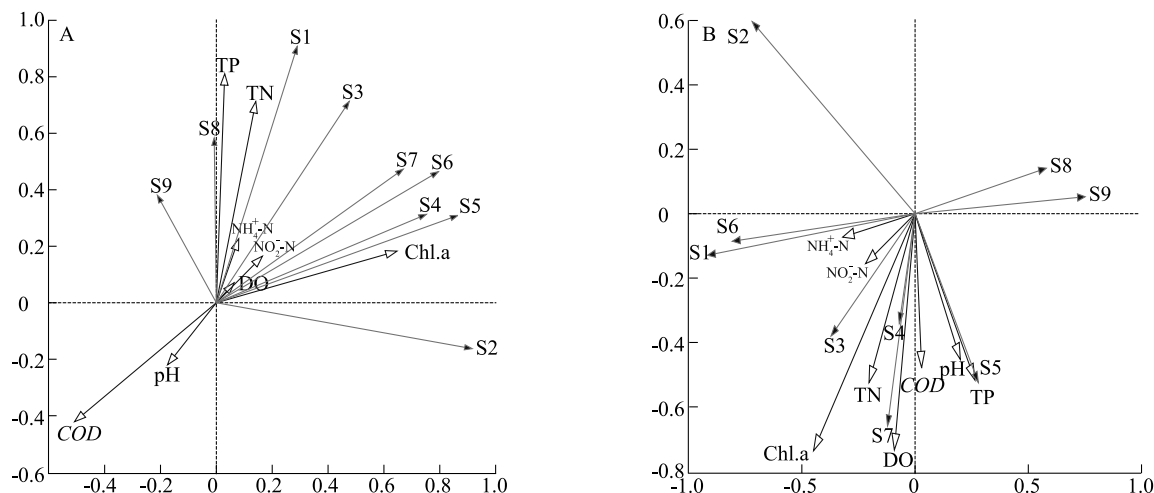 A
1.0
0.8
0.6
0.4
0.2
0
-0.2
-0.4
-0.6
-0.4
-0.2
0
0.2
0.4
0.6
0.8
1.0
S1
TP
TN
S3
S8
S7
S6
S9
S4
S5
NH₄⁺-N
NO₂⁻-N
Chl.a
DO
S2
pH
COD
B
0.6
0.4
0.2
0
-0.2
-0.4
-0.6
-0.8
-1.0
-0.5
0
0.5
1.0
S2
S8
S9
S6
S1
NH₄⁺-N
NO₂⁻-N
S3
S4
COD
pH
S5
TN
TP
S7
Chl.a
DO